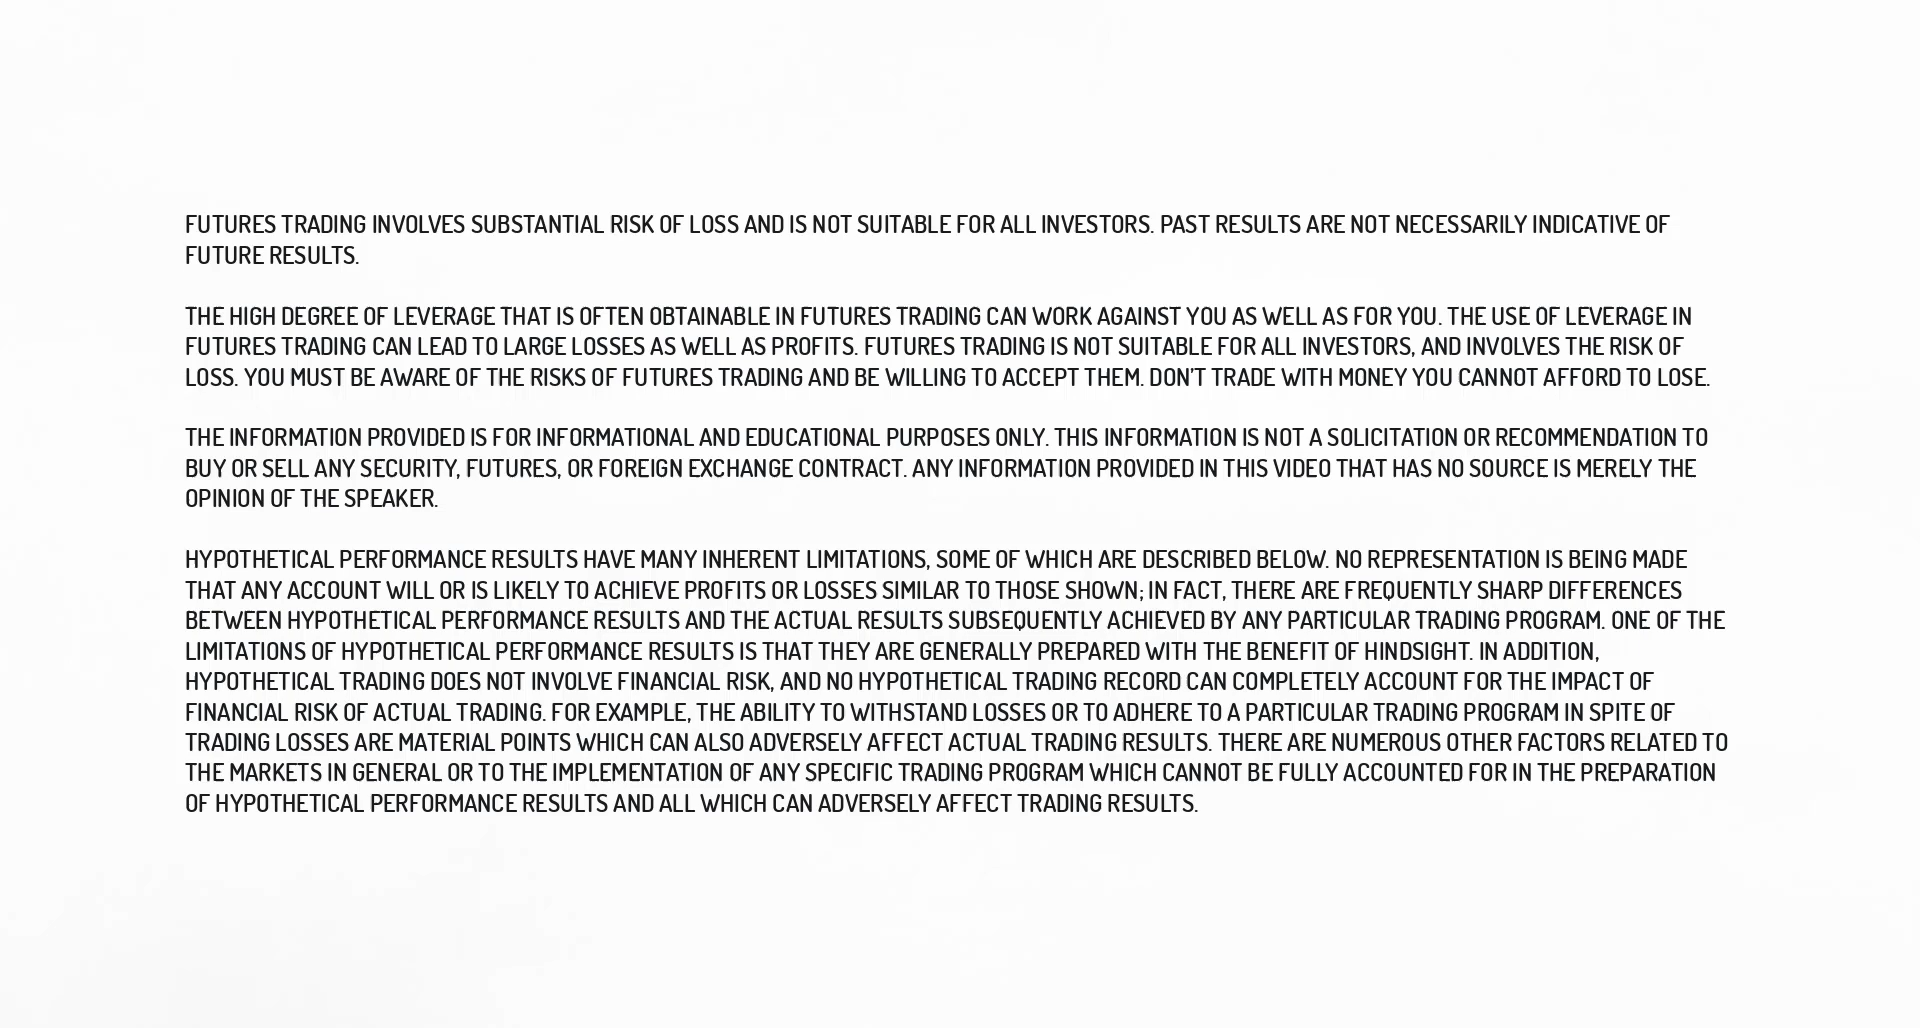 FUTURES TRADING INVOLVES SUBSTANTIAL RISK OF LOSS AND IS NOT SUITABLE FOR ALL INVESTORS. PAST RESULTS ARE NOT NECESSARILY INDICATIVE OF
FUTURE RESULTS.
THE HIGH DEGREE OF LEVERAGE THAT IS OFTEN OBTAINABLE IN FUTURES TRADING CAN WORK AGAINST YOU AS WELL AS FOR YOU. THE USE OF LEVERAGE IN
FUTURES TRADING CAN LEAD TO LARGE LOSSES AS WELL AS PROFITS. FUTURES TRADING IS NOT SUITABLE FOR ALL INVESTORS, AND INVOLVES THE RISK OF
LOSS. YOU MUST BE AWARE OF THE RISKS OF FUTURES TRADING AND BE WILLING TO ACCEPT THEM. DON'T TRADE WITH MONEY YOU CANNOT AFFORD TO LOSE.
THE INFORMATION PROVIDED IS FOR INFORMATIONAL AND EDUCATIONAL PURPOSES ONLY. THIS INFORMATION IS NOT A SOLICITATION OR RECOMMENDATION TO
BUY OR SELL ANY SECURITY, FUTURES, OR FOREIGN EXCHANGE CONTRACT. ANY INFORMATION PROVIDED IN THIS VIDEO THAT HAS NO SOURCE IS MERELY THE
OPINION OF THE SPEAKER.
HYPOTHETICAL PERFORMANCE RESULTS HAVE MANY INHERENT LIMITATIONS, SOME OF WHICH ARE DESCRIBED BELOW. NO REPRESENTATION IS BEING MADE
THAT ANY ACCOUNT WILL OR IS LIKELY TO ACHIEVE PROFITS OR LOSSES SIMILAR TO THOSE SHOWN; IN FACT, THERE ARE FREQUENTLY SHARP DIFFERENCES
BETWEEN HYPOTHETICAL PERFORMANCE RESULTS AND THE ACTUAL RESULTS SUBSEQUENTLY ACHIEVED BY ANY PARTICULAR TRADING PROGRAM. ONE OF THE
LIMITATIONS OF HYPOTHETICAL PERFORMANCE RESULTS IS THAT THEY ARE GENERALLY PREPARED WITH THE BENEFIT OF HINDSIGHT. IN ADDITION,
HYPOTHETICAL TRADING DOES NOT INVOLVE FINANCIAL RISK, AND NO HYPOTHETICAL TRADING RECORD CAN COMPLETELY ACCOUNT FOR THE IMPACT OF
FINANCIAL RISK OF ACTUAL TRADING. FOR EXAMPLE, THE ABILITY TO WITHSTAND LOSSES OR TO ADHERE TO A PARTICULAR TRADING PROGRAM IN SPITE OF
TRADING LOSSES ARE MATERIAL POINTS WHICH CAN ALSO ADVERSELY AFFECT ACTUAL TRADING RESULTS. THERE ARE NUMEROUS OTHER FACTORS RELATED TO
THE MARKETS IN GENERAL OR TO THE IMPLEMENTATION OF ANY SPECIFIC TRADING PROGRAM WHICH CANNOT BE FULLY ACCOUNTED FOR IN THE PREPARATION
OF HYPOTHETICAL PERFORMANCE RESULTS AND ALL WHICH CAN ADVERSELY AFFECT TRADING RESULTS.